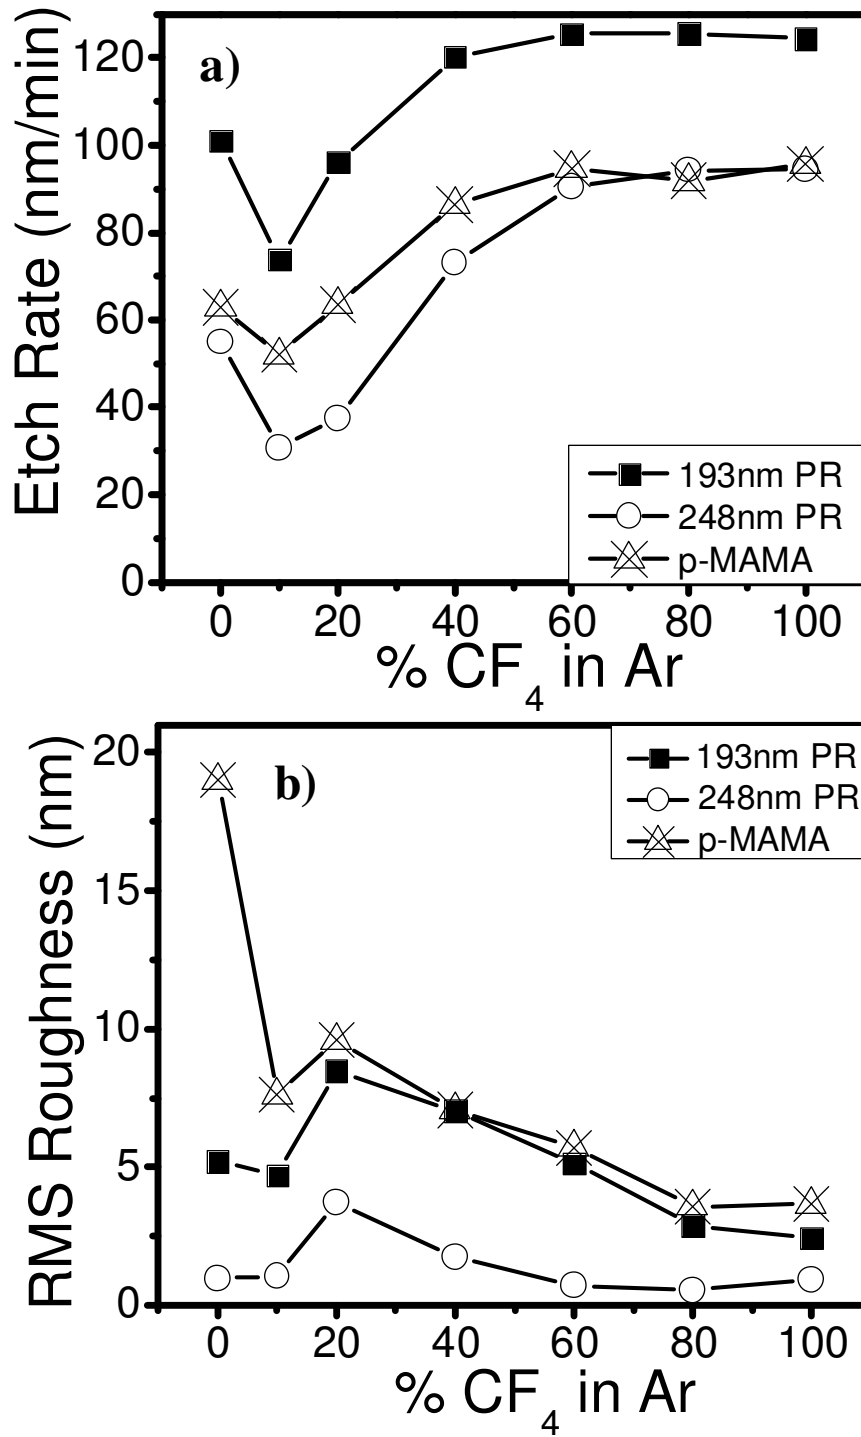 a)
Etch Rate (nm/min)
120
100
80
60
40
20
0
193nm PR
248nm PR
p-MAMA
0 20 40 60 80 100
% CF4 in Ar
b)
RMS Roughness (nm)
20
15
10
5
0
193nm PR
248nm PR
p-MAMA
0 20 40 60 80 100
% CF4 in Ar